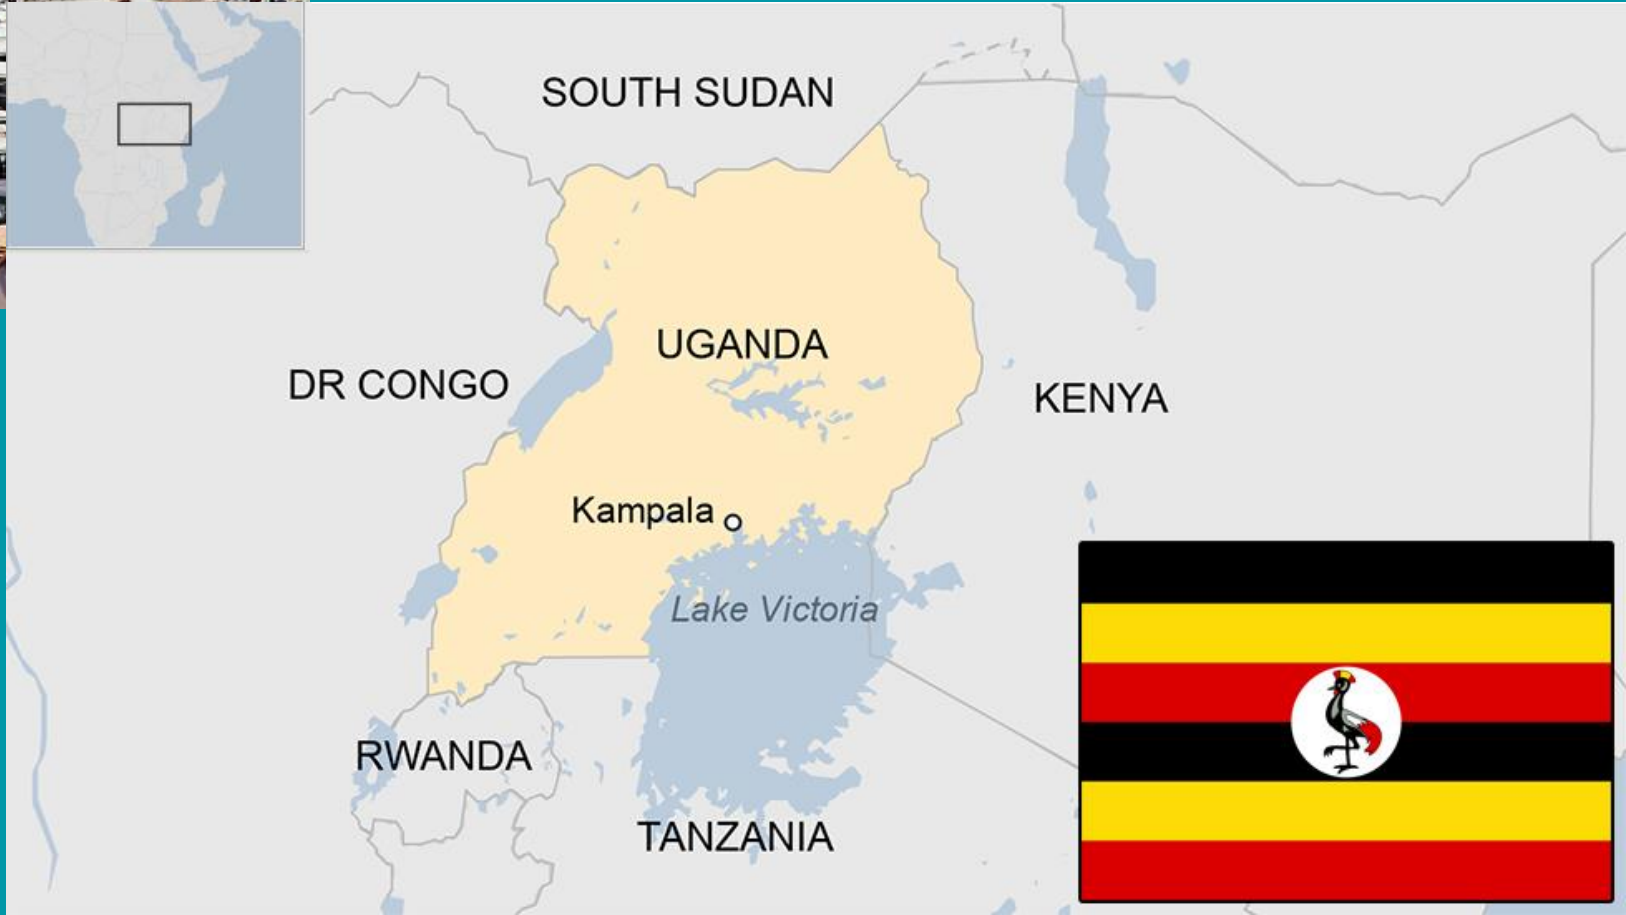 SOUTH SUDAN
UGANDA
DR CONGO
KENYA
Kampala
Lake Victoria
RWANDA
TANZANIA